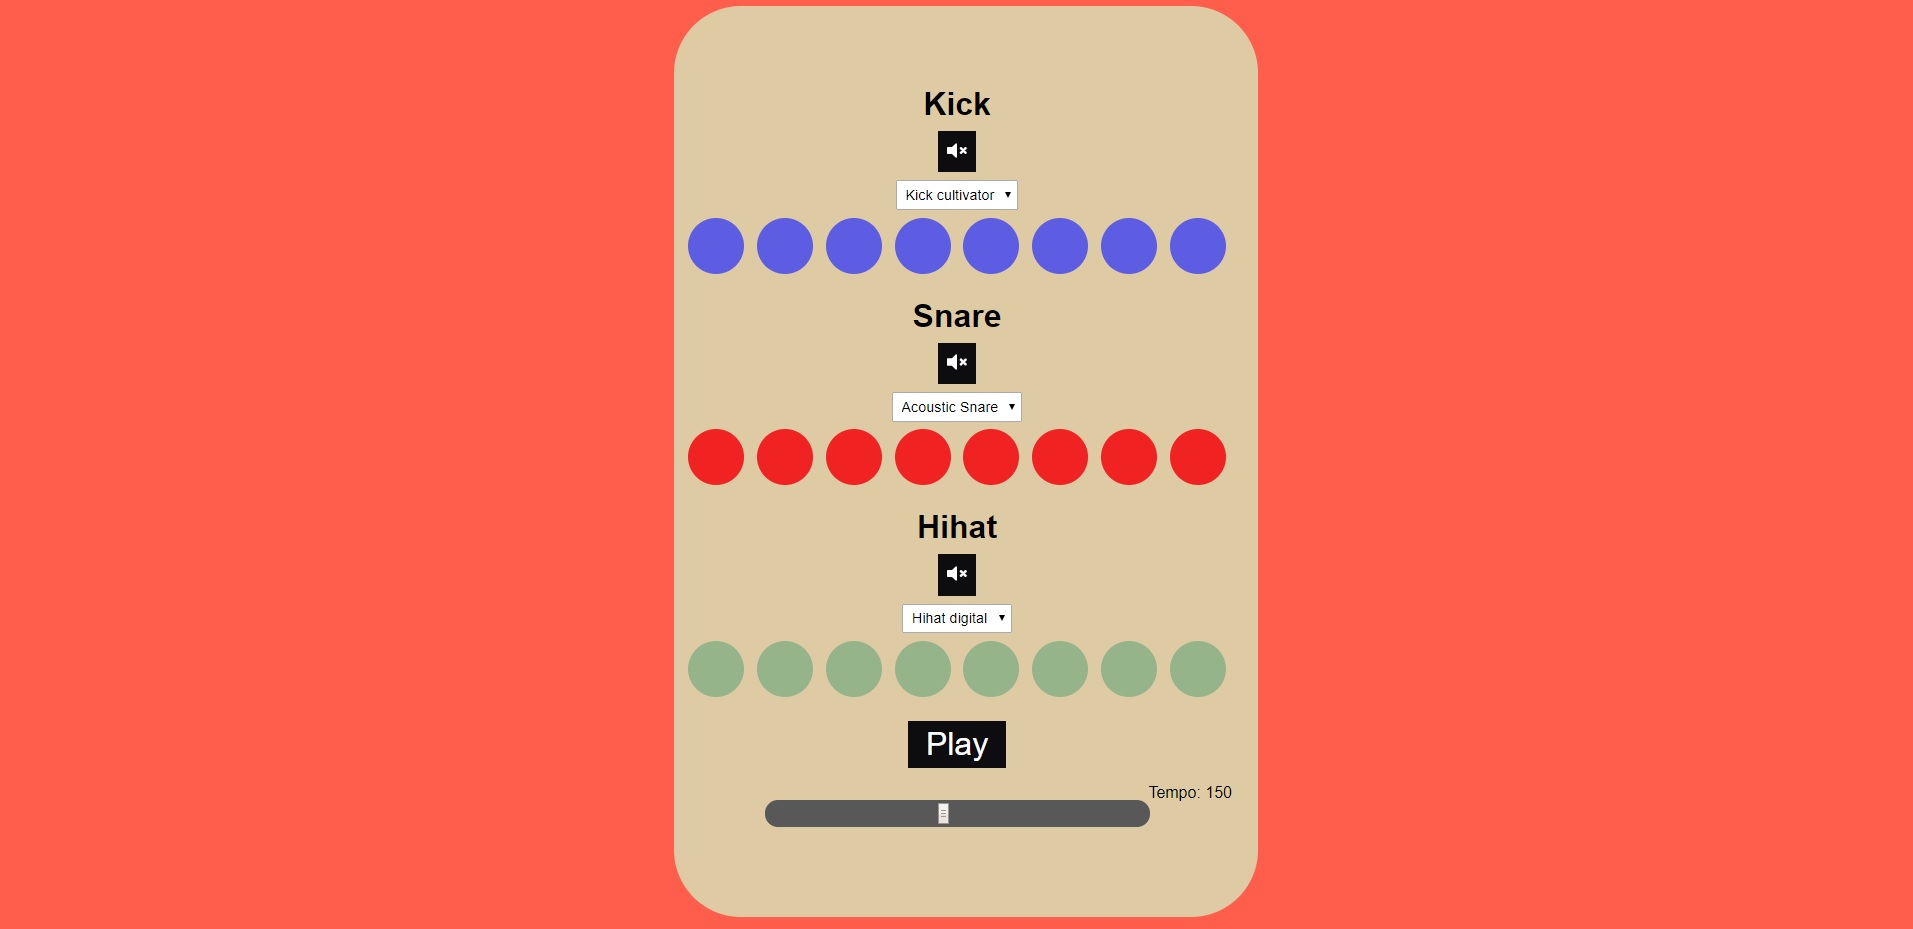 Kick
Kick cultivator
Snare
Acoustic Snare
Hihat
Hihat digital
Play
Tempo: 150